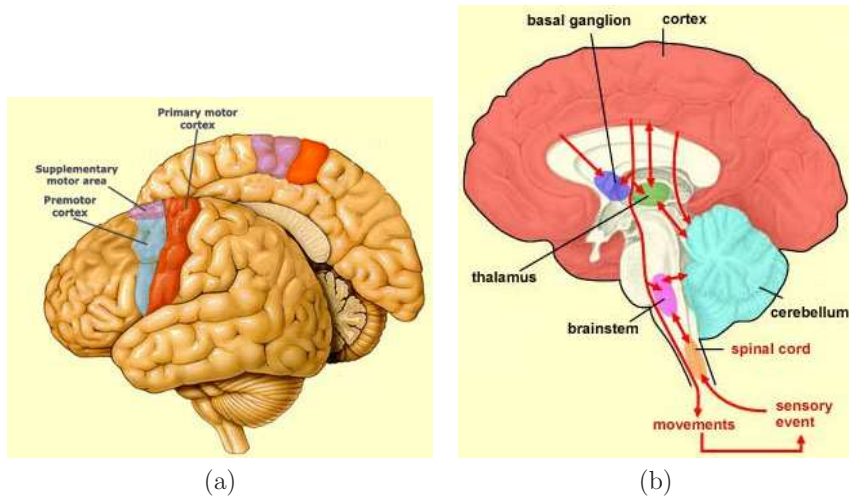 Primary motor
cortex
Supplementary
motor area
Premotor
cortex
(a)
basal ganglion
cortex
thalamus
brainstem
cerebellum
spinal cord
movements
sensory
event
(b)